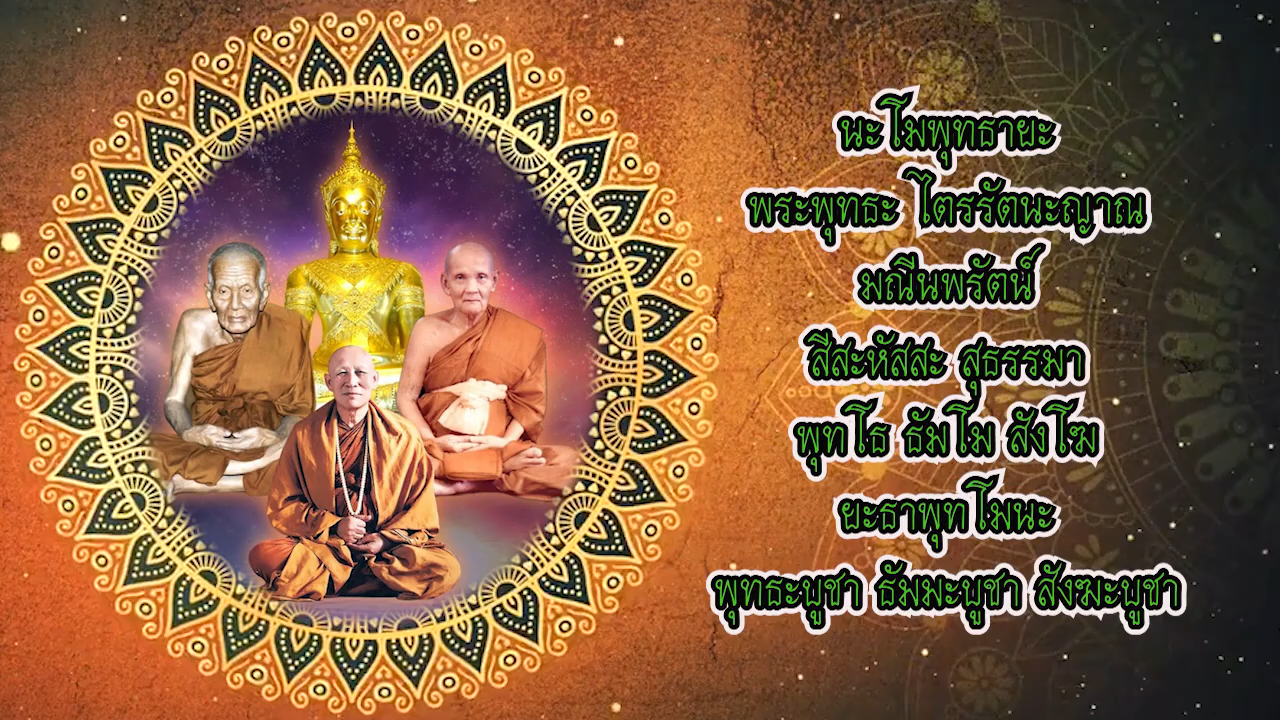 นะโมพุทธายะ
พระพุทธะ ไตรรัตนะญาณ
มณีนพรัตน์
สีสะหัสสะ สุธรรมา
พุทโธ ธัมโม สังโฆ
ยะธาพุทโมนะ
พุทธะบูชา ธัมมะบูชา สังฆะบูชา